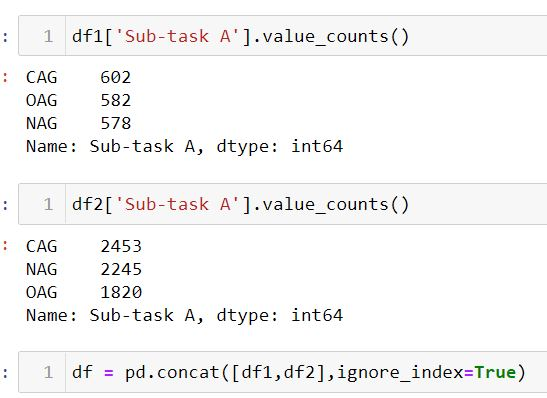 : 1 df1['Sub-task A'].value_counts()
: CAG 602
OAG 582
NAG 578
Name: Sub-task A, dtype: int64
: 1 df2['Sub-task A'].value_counts()
: CAG 2453
NAG 2245
OAG 1820
Name: Sub-task A, dtype: int64
: 1 df = pd.concat([df1,df2],ignore_index=True)